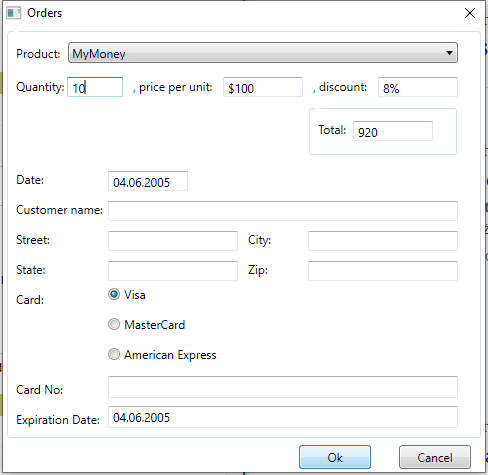 Orders
Product: MyMoney
Quantity: 10 , price per unit: $100 , discount: 8%
Total: 920
Date: 04.06.2005
Customer name:
Street: City:
State: Zip:
Card: Visa
MasterCard
American Express
Card No:
Expiration Date: 04.06.2005
Ok Cancel